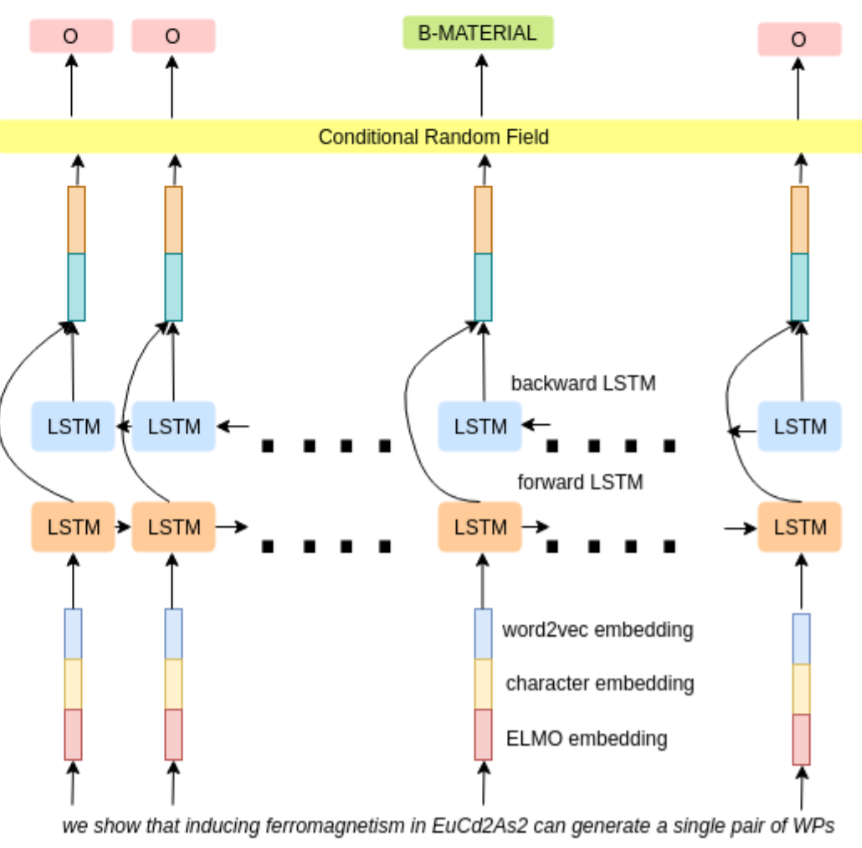 O O B-MATERIAL O
Conditional Random Field
backward LSTM
LSTM LSTM LSTM LSTM
forward LSTM
LSTM LSTM LSTM LSTM
word2vec embedding
character embedding
ELMO embedding
we show that inducing ferromagnetism in EuCd2As2 can generate a single pair of WPs